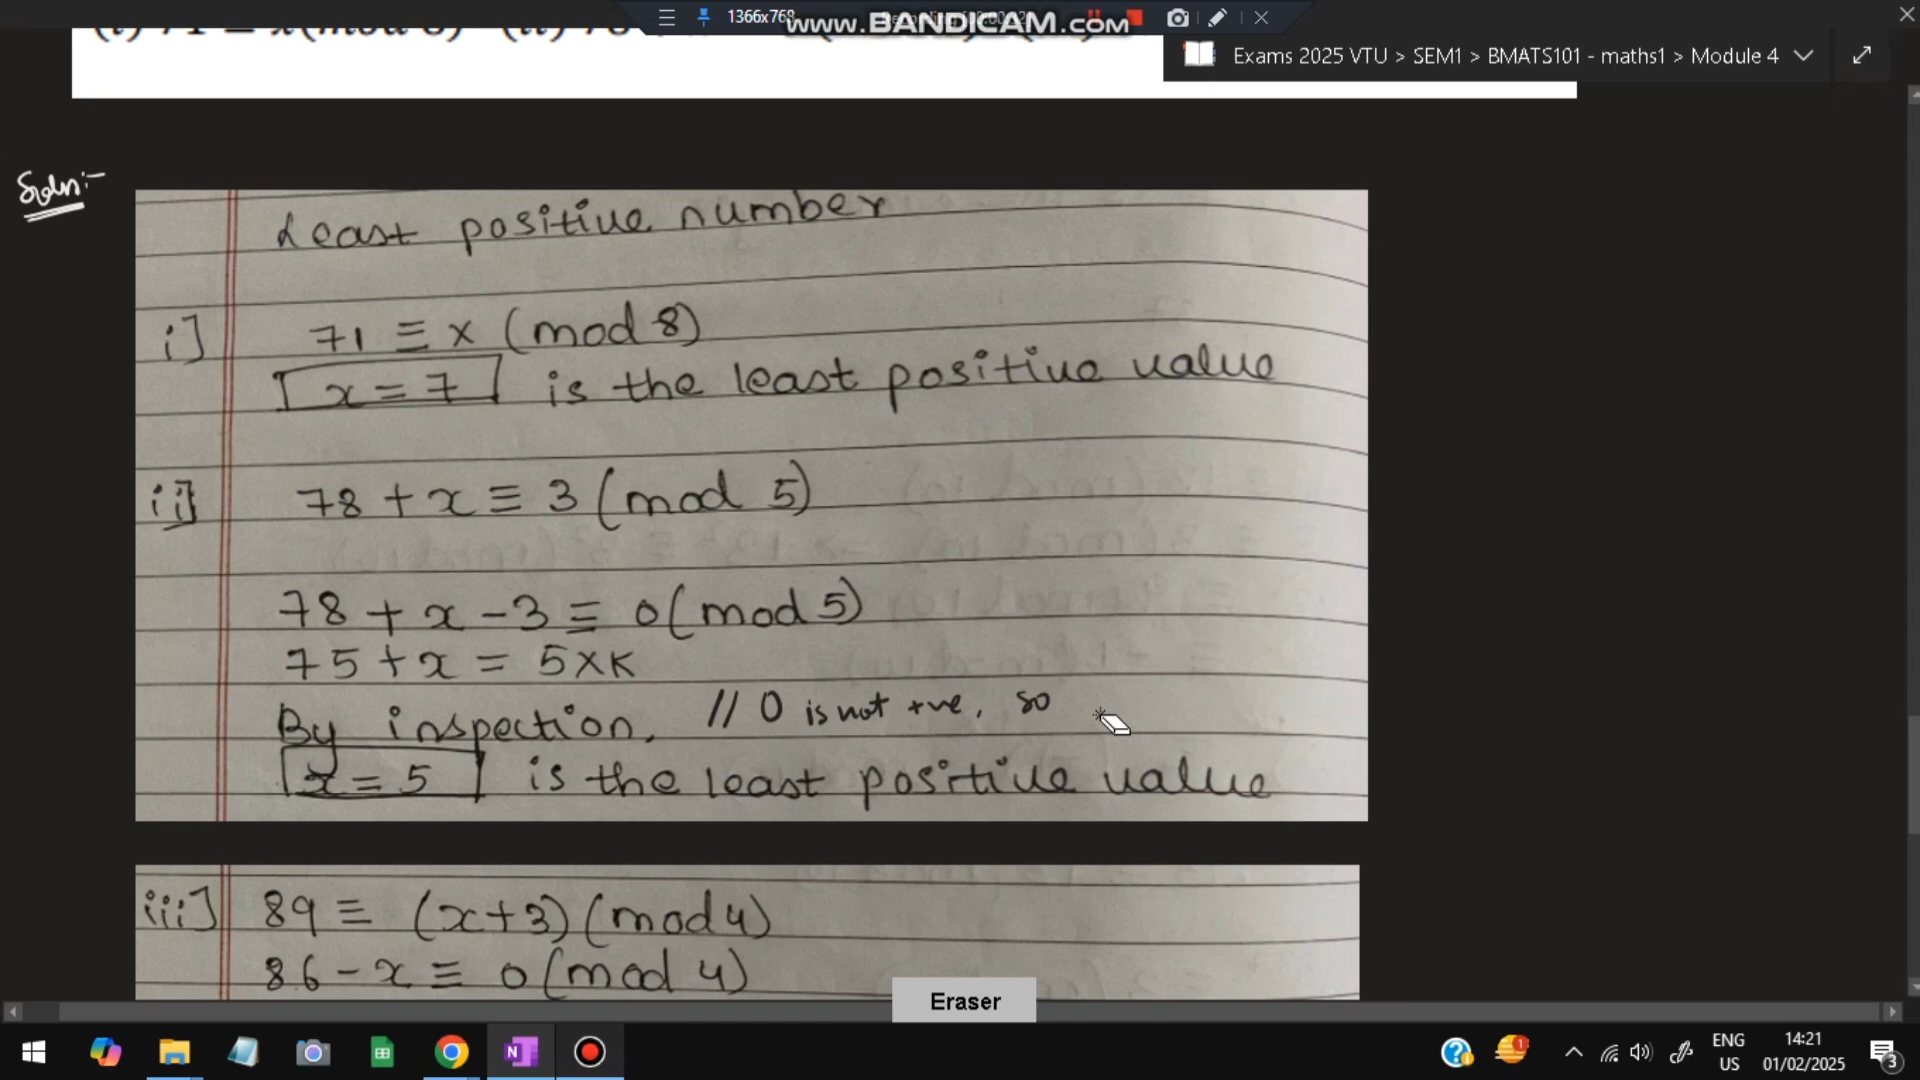 1366x768
www.BANDICAM.com
Exams 2025 VTU > SEM1 > BMATS101 - maths1 > Module 4
Soln:-
Least positive number
i] 71 ≡ x (mod 8)
x = 7 is the least positive value
ii] 78 + x ≡ 3 (mod 5)
78 + x - 3 ≡ 0 (mod 5)
75 + x = 5xK
By inspection, // 0 is not +ve, so
x = 5 is the least positive value
iii] 89 ≡ (x+3) (mod 4)
86 - x ≡ 0 (mod 4)
Eraser
ENG
US
14:21
01/02/2025
1
3